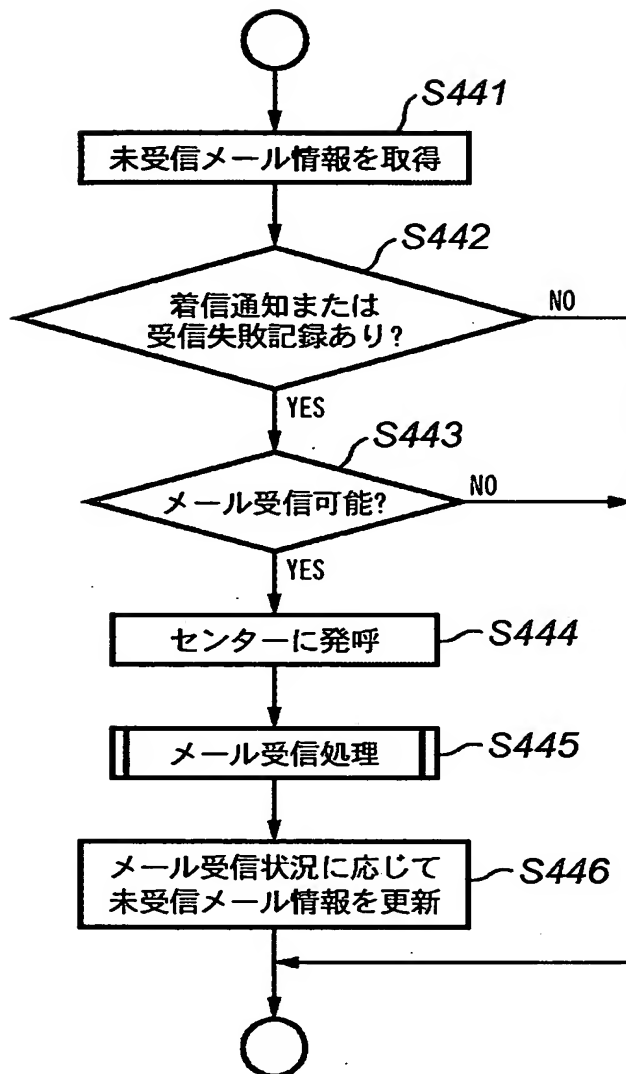 S441
未受信メール情報を取得
S442
着信通知または
受信失敗記録あり?
NO
YES
S443
メール受信可能?
NO
YES
センターに発呼
S444
メール受信処理
S445
メール受信状況に応じて
未受信メール情報を更新
S446